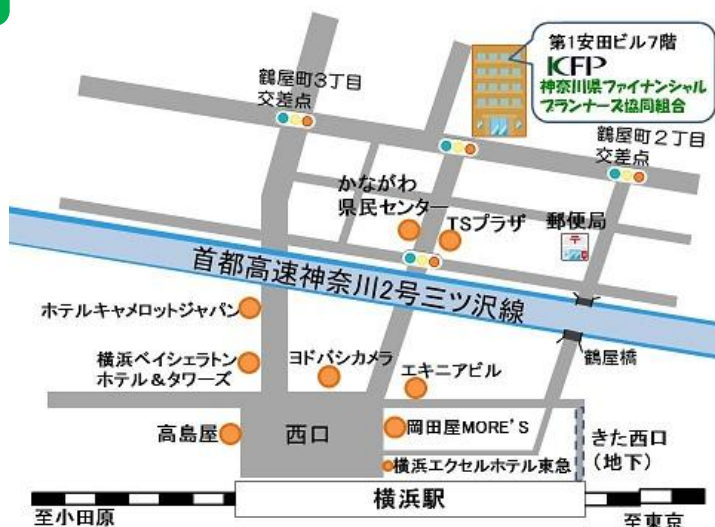 第1安田ビル7階
KFP
神奈川県ファイナンシャル
プランナーズ協同組合
鶴屋町3丁目
交差点
鶴屋町2丁目
交差点
かながわ
県民センター
TSプラザ
郵便局
〒
首都高速神奈川2号三ツ沢線
ホテルキャメロットジャパン
鶴屋橋
横浜ベイシェラトン
ホテル&タワーズ
ヨドバシカメラ
エキニアビル
高島屋
西口
岡田屋MORE'S
きた西口
(地下)
横浜エクセルホテル東急
横浜駅
至小田原
至東京